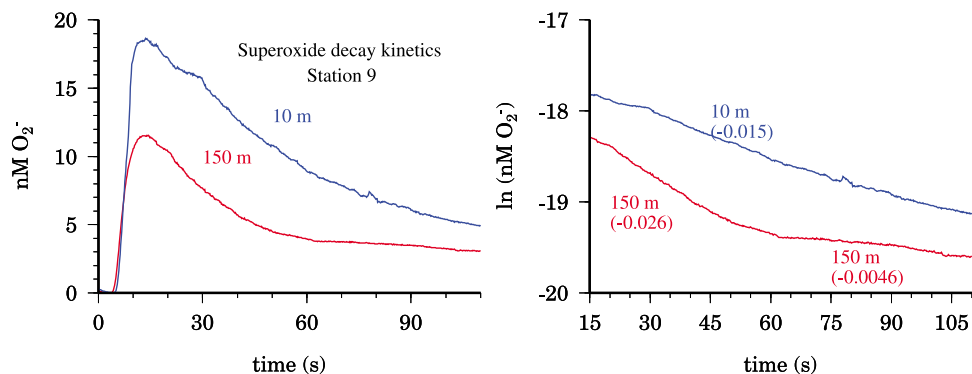 20
15
10
5
0
nM O₂⁻
0
30
60
90
time (s)
Superoxide decay kinetics
Station 9
10 m
150 m
-17
-18
-19
-20
ln (nM O₂⁻)
15
30
45
60
75
90
105
time (s)
10 m
(-0.015)
150 m
(-0.026)
150 m
(-0.0046)